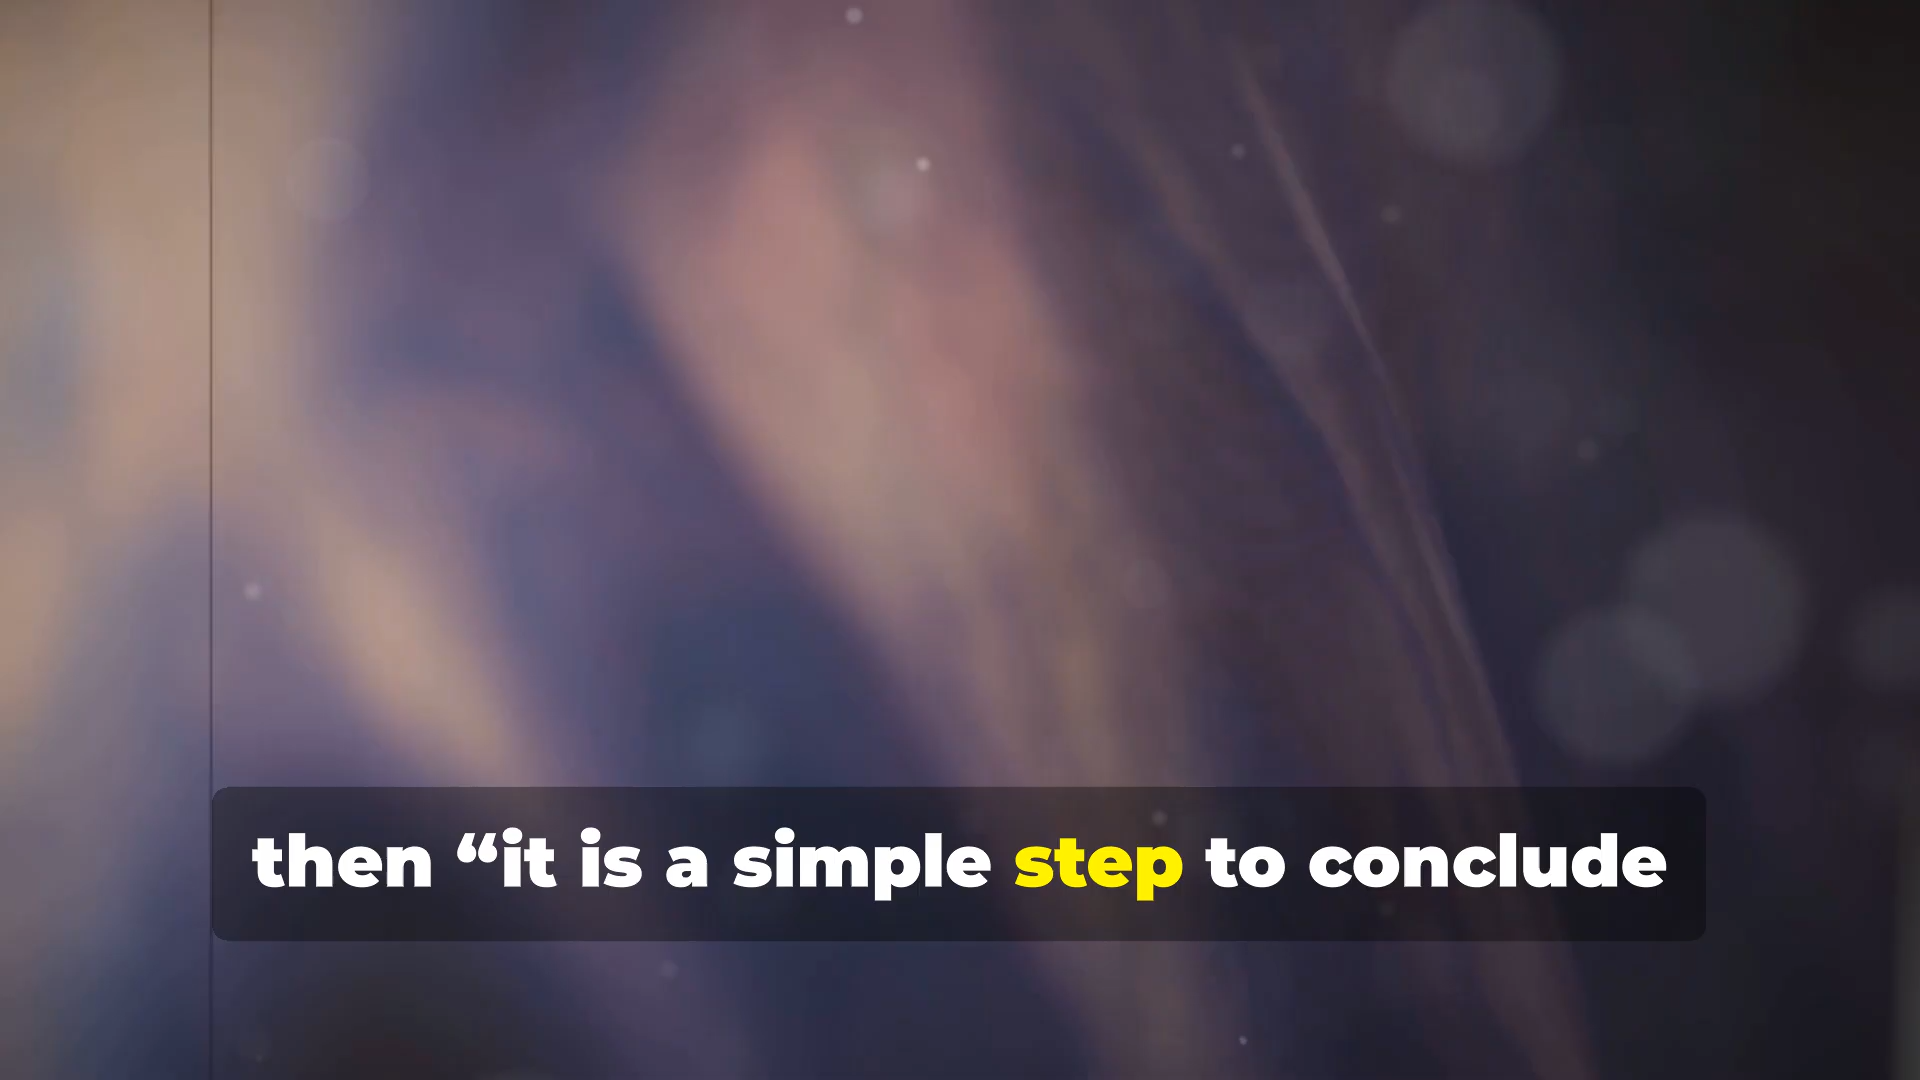 then “it is a simple step to conclude